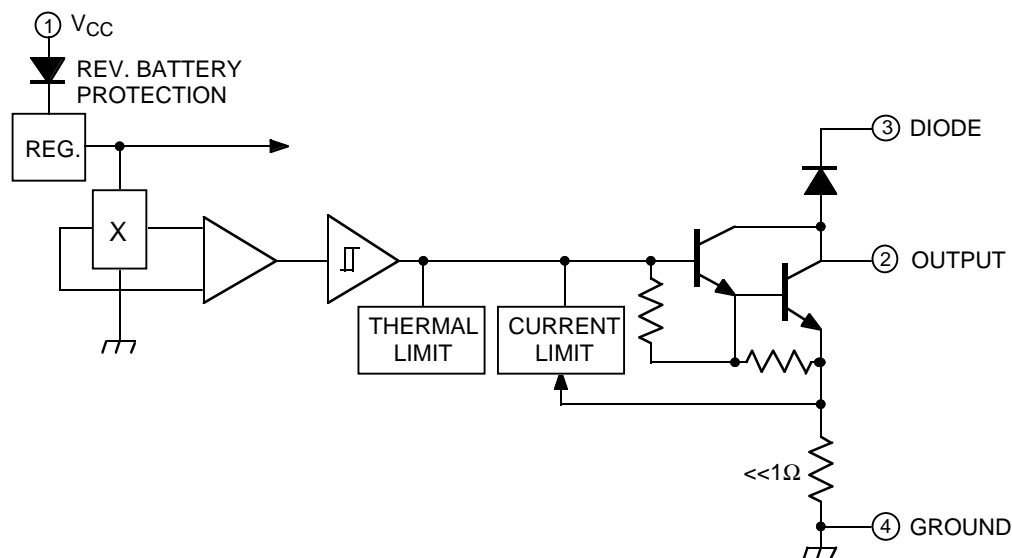 1 VCC
REV. BATTERY
PROTECTION
3 DIODE
REG.
X
2 OUTPUT
THERMAL
LIMIT
CURRENT
LIMIT
<<1Ω
4 GROUND